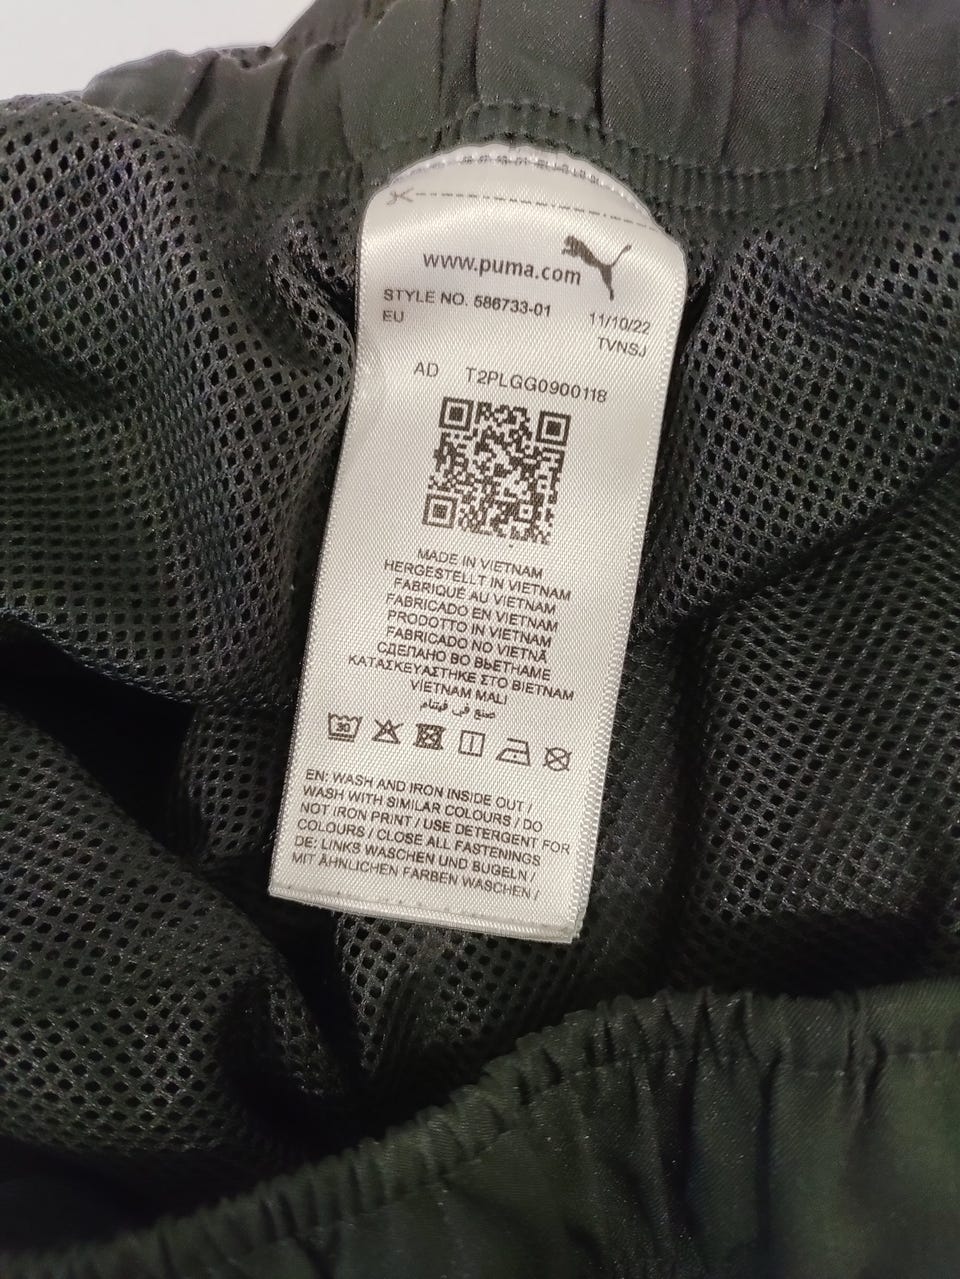 www.puma.com
STYLE NO. 586733-01 11/10/22
EU TVNSJ
AD T2PLGG0900118
MADE IN VIETNAM
HERGESTELLT IN VIETNAM
FABRIQUÉ AU VIETNAM
FABRICADO EN VIETNAM
PRODOTTO IN VIETNAM
FABRICADO NO VIETNÃ
СДЕЛАНО ВО ВЬЕТНАМЕ
ΚΑΤΑΣΚΕΥΑΣΤΗΚΕ ΣΤΟ ΒΙΕΤΝΑΜ
VIETNAM MALI
صنع في فيتنام
30
EN: WASH AND IRON INSIDE OUT /
WASH WITH SIMILAR COLOURS / DO
NOT IRON PRINT / USE DETERGENT FOR
COLOURS / CLOSE ALL FASTENINGS
DE: LINKS WASCHEN UND BÜGELN /
MIT ÄHNLICHEN FARBEN WASCHEN /